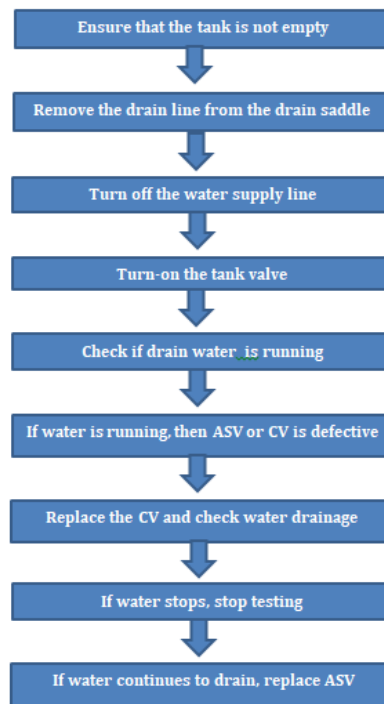 Ensure that the tank is not empty
Remove the drain line from the drain saddle
Turn off the water supply line
Turn-on the tank valve
Check if drain water is running
If water is running, then ASV or CV is defective
Replace the CV and check water drainage
If water stops, stop testing
If water continues to drain, replace ASV